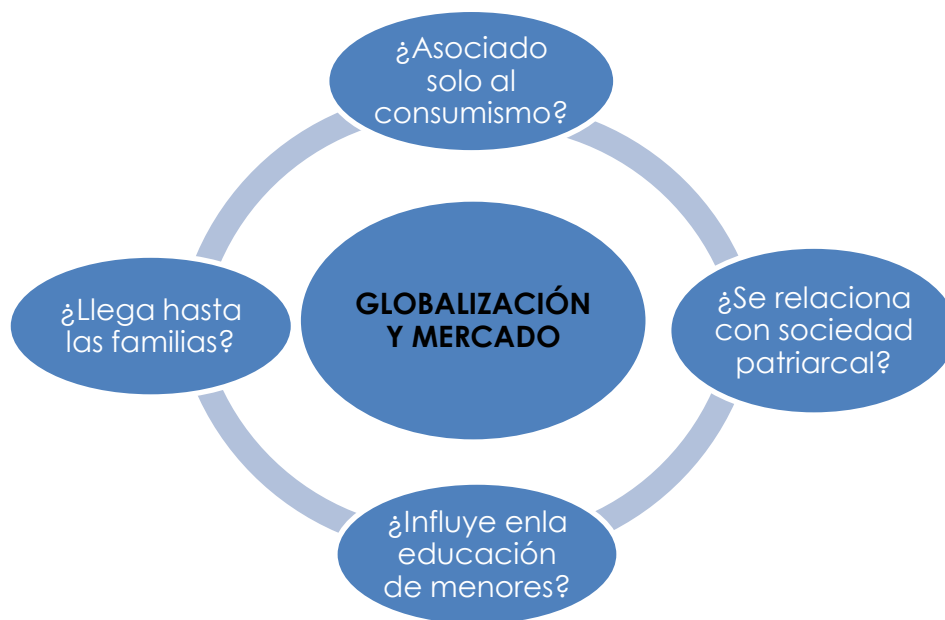 ¿Asociado
solo al
consumismo?
¿Llega hasta
las familias?
GLOBALIZACIÓN
Y MERCADO
¿Se relaciona
con sociedad
patriarcal?
¿Influye enla
educación
de menores?